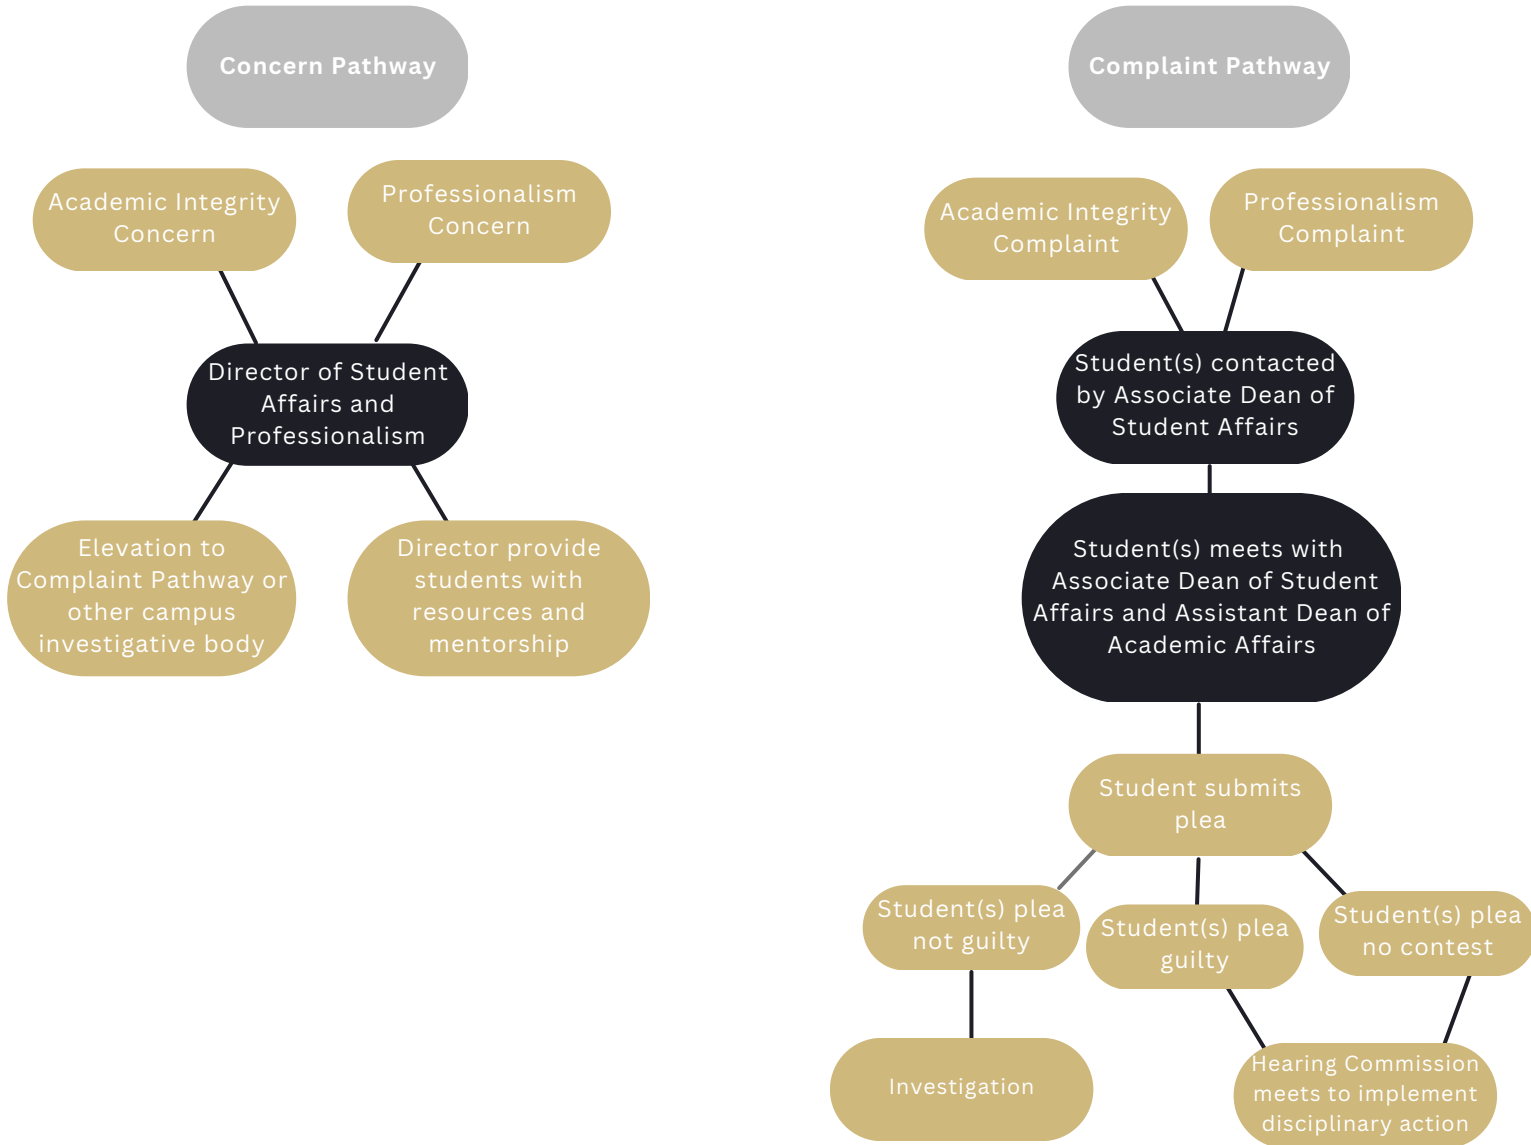 Concern Pathway
Academic Integrity
Concern
Professionalism
Concern
Director of Student
Affairs and
Professionalism
Elevation to
Complaint Pathway or
other campus
investigative body
Director provide
students with
resources and
mentorship
Complaint Pathway
Academic Integrity
Complaint
Professionalism
Complaint
Student(s) contacted
by Associate Dean of
Student Affairs
Student(s) meets with
Associate Dean of Student
Affairs and Assistant Dean of
Academic Affairs
Student submits
plea
Student(s) plea
not guilty
Student(s) plea
guilty
Student(s) plea
no contest
Investigation
Hearing Commission
meets to implement
disciplinary action